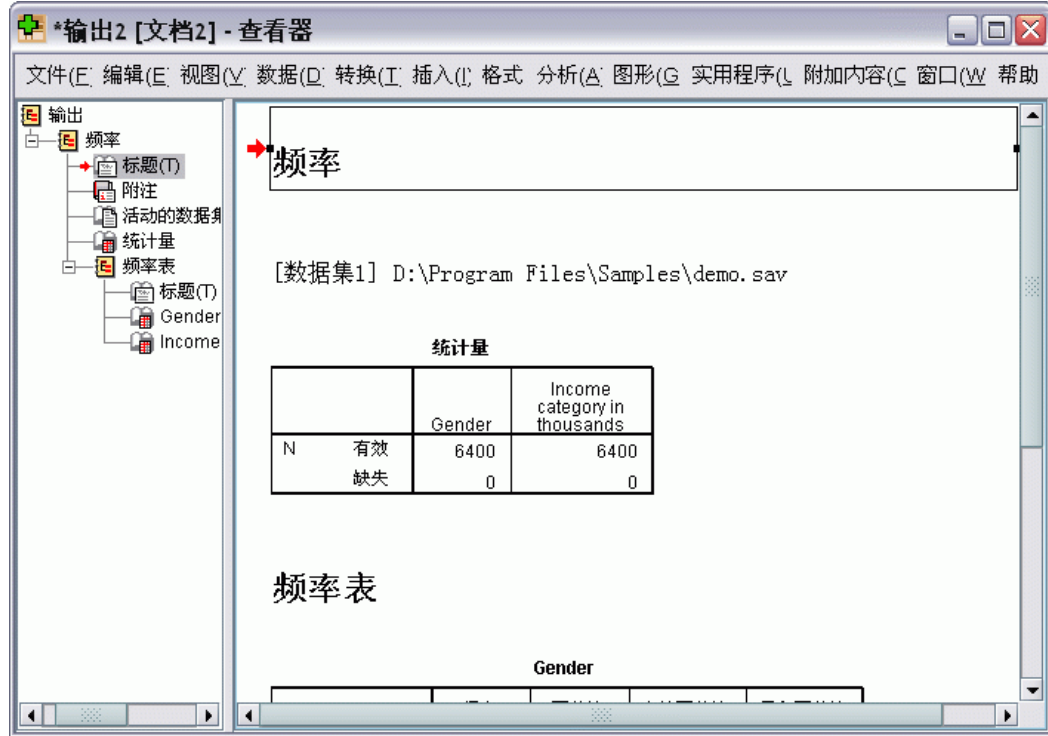 *输出2 [文档2] - 查看器
文件(E 编辑(E 视图(V 数据(D 转换(T 插入(I) 格式 分析(A 图形(G 实用程序(L 附加内容(C 窗口(W 帮助
输出
频率
标题(T)
附注
活动的数据集
统计量
频率表
标题(T)
Gender
Income
频率
[数据集1] D:\Program Files\Samples\demo.sav
统计量
Gender Income category in thousands
N 有效 6400 6400
缺失 0 0
频率表
Gender